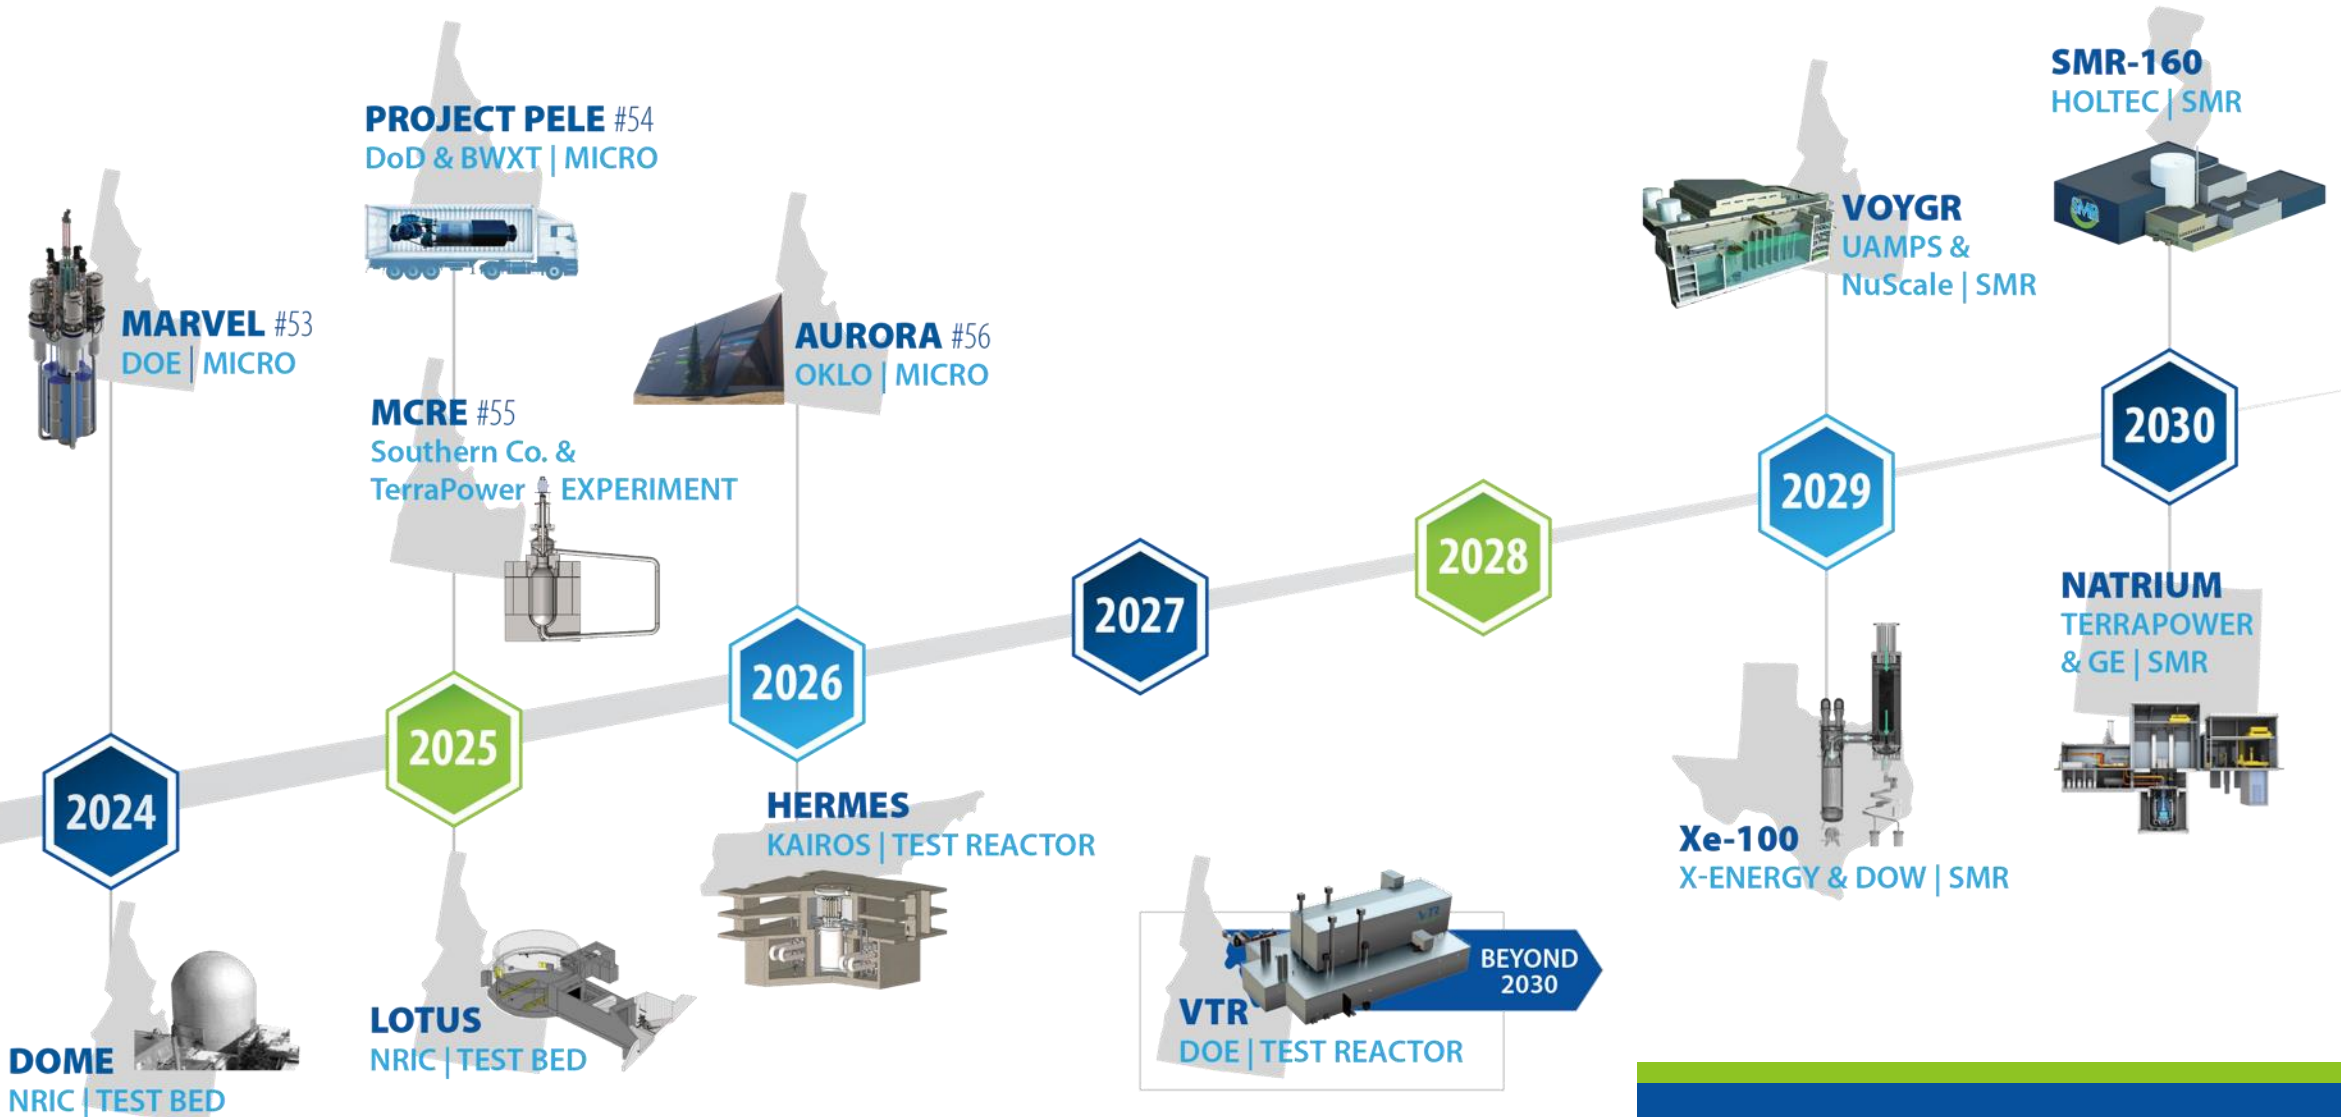 MARVEL #53
DOE | MICRO
2024
DOME
NRIC | TEST BED
PROJECT PELE #54
DoD & BWXT | MICRO
MCRE #55
Southern Co. &
TerraPower | EXPERIMENT
2025
LOTUS
NRIC | TEST BED
AURORA #56
OKLO | MICRO
2026
HERMES
KAIROS | TEST REACTOR
2027
2028
VTR
BEYOND
2030
VTR
DOE | TEST REACTOR
VOYGR
UAMPS &
NuScale | SMR
2029
Xe-100
X-ENERGY & DOW | SMR
SMR-160
HOLTEC | SMR
SMR
2030
NATRIUM
TERRAPOWER
& GE | SMR